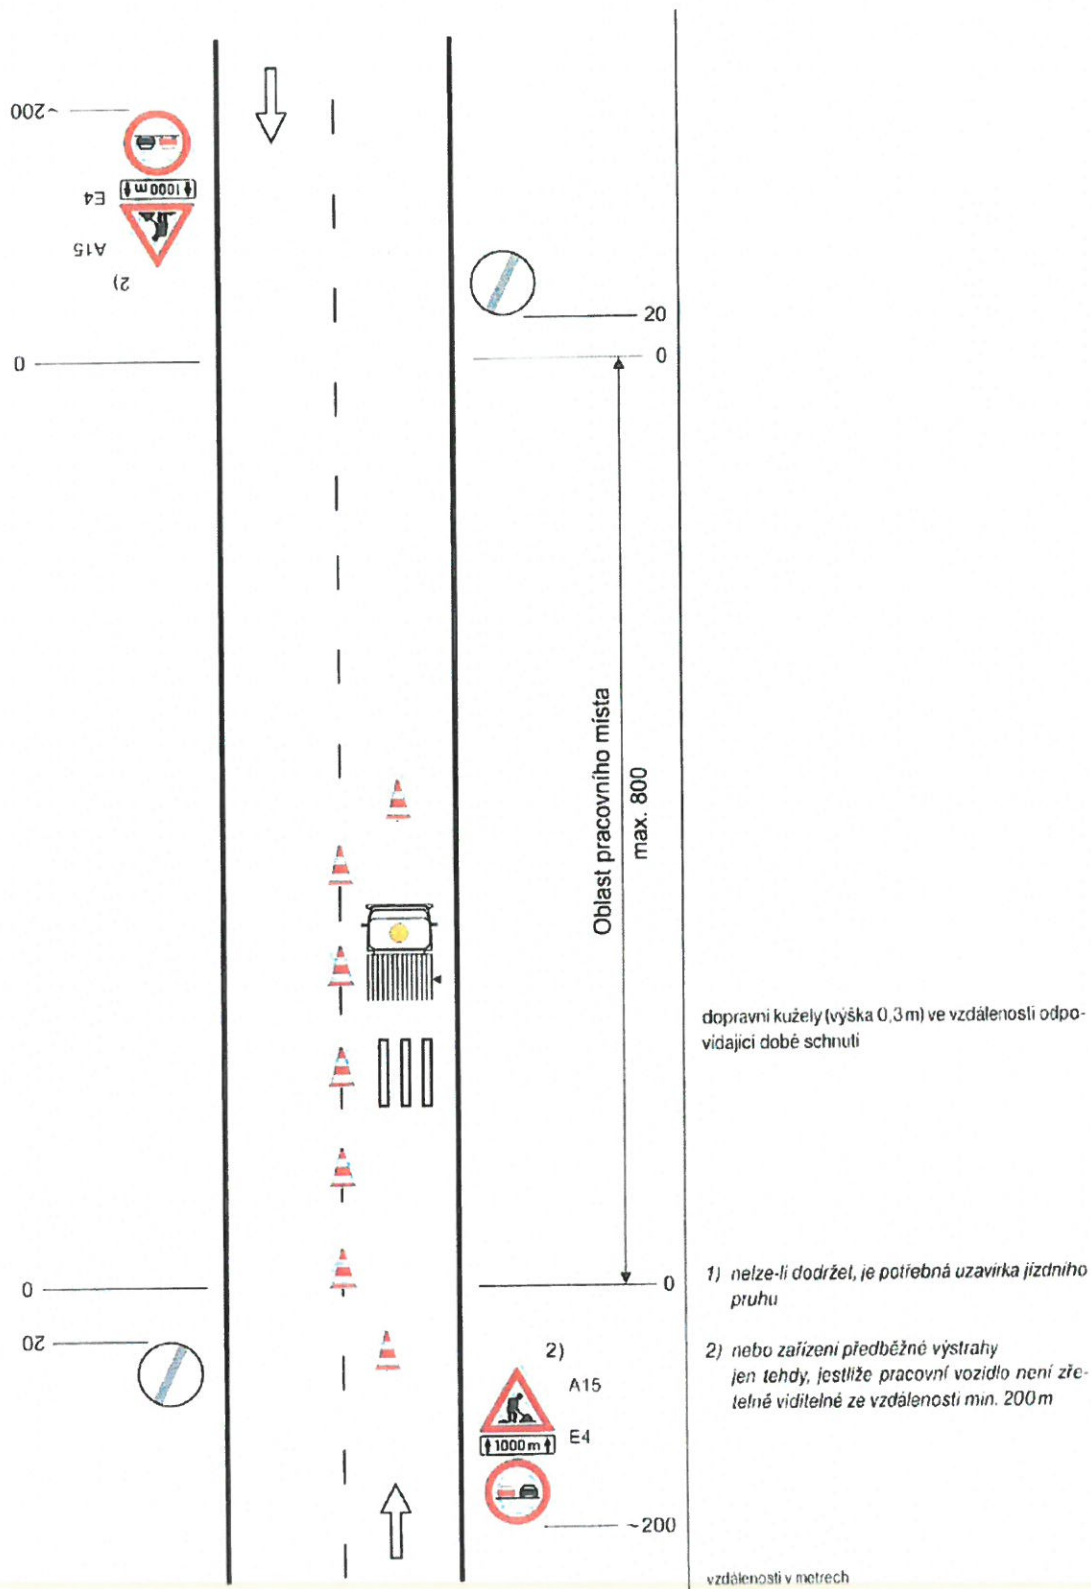 ~200
1000 m
E4
A15
2)
20
0
0
Oblast pracovního místa
max. 800
dopravni kužely (výška 0,3 m) ve vzdálenosti odpo-
vídající době schnutí
0
0
1) nelze-li dodržet, je potřebná uzavírka jízdního
pruhu
20
2)
2) nebo zařízení předběžné výstrahy
jen tehdy, jestliže pracovní vozidlo není zře-
telně viditelné ze vzdálenosti min. 200 m
A15
E4
1000 m
~200
vzdálenosti v metrech